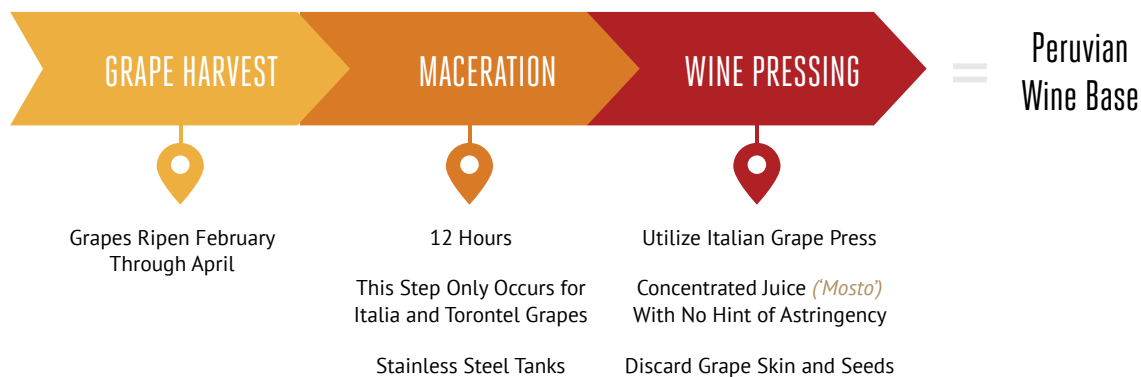 GRAPE HARVEST
MACERATION
WINE PRESSING
=
Peruvian
Wine Base
Grapes Ripen February
Through April
12 Hours
This Step Only Occurs for
Italia and Torontel Grapes
Stainless Steel Tanks
Utilize Italian Grape Press
Concentrated Juice (‘Mosto’)
With No Hint of Astringency
Discard Grape Skin and Seeds